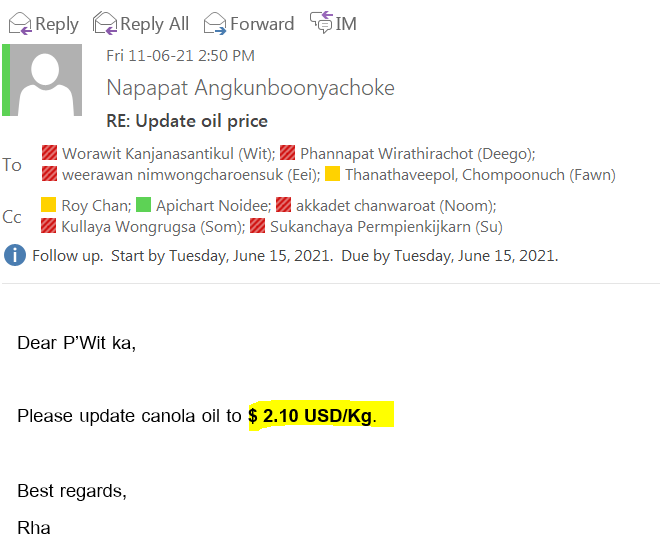 Reply Reply All Forward IM
Fri 11-06-21 2:50 PM
Napapat Angkunboonyachoke
RE: Update oil price
To Worawit Kanjanasantikul (Wit); Phannapat Wirathirachot (Deego);
weerawan nimwongcharoensuk (Eei); Thanathaveepol, Chompoonuch (Fawn)
Cc Roy Chan; Apichart Noidee; akkadet chanwaroat (Noom);
Kullaya Wongrugsa (Som); Sukanchaya Permpienkijkarn (Su)
i Follow up. Start by Tuesday, June 15, 2021. Due by Tuesday, June 15, 2021.
Dear P’Wit ka,
Please update canola oil to $ 2.10 USD/Kg.
Best regards,
Rha